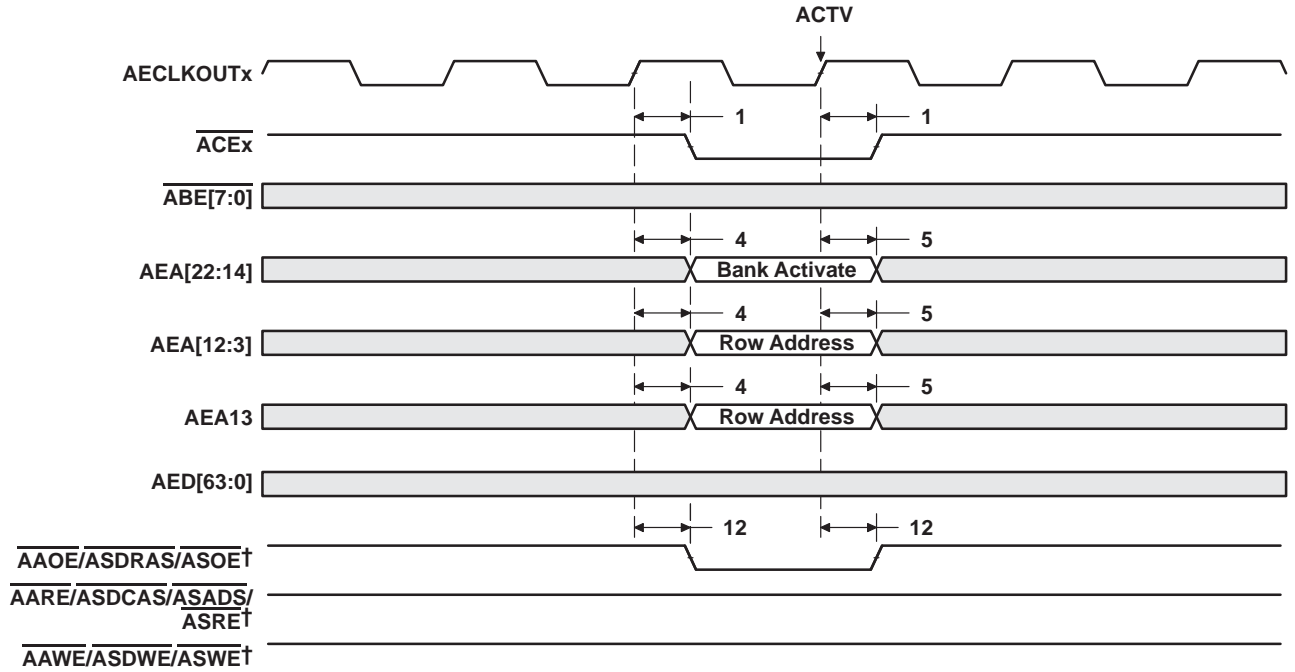 ACTV
AECLKOUTx
1 1
ACEx
ABE[7:0]
4 5
AEA[22:14] Bank Activate
4 5
AEA[12:3] Row Address
4 5
AEA13 Row Address
AED[63:0]
12 12
AAOE/ASDRAS/ASOE†
AARE/ASDCAS/ASADS/
ASRE†
AAWE/ASDWE/ASWE†